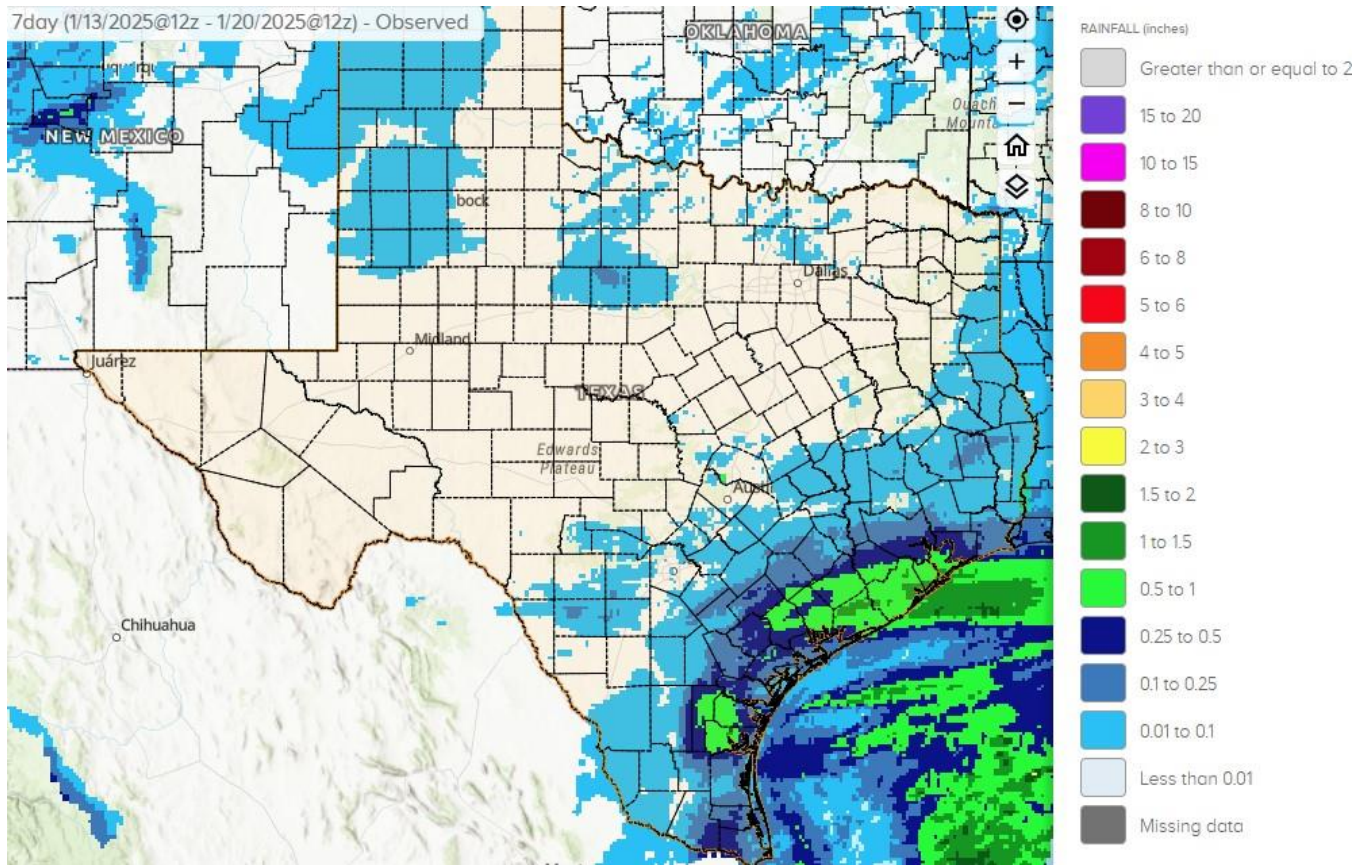 7day (1/13/2025@12z - 1/20/2025@12z) - Observed
OKLAHOMA
uquerqu
Ouach
Mounta
NEW MEXICO
bock
Dallas
Midland
Juárez
TEXAS
Edwards
Plateau
Austi
Chihuahua
RAINFALL (inches)
Greater than or equal to 2
15 to 20
10 to 15
8 to 10
6 to 8
5 to 6
4 to 5
3 to 4
2 to 3
1.5 to 2
1 to 1.5
0.5 to 1
0.25 to 0.5
0.1 to 0.25
0.01 to 0.1
Less than 0.01
Missing data